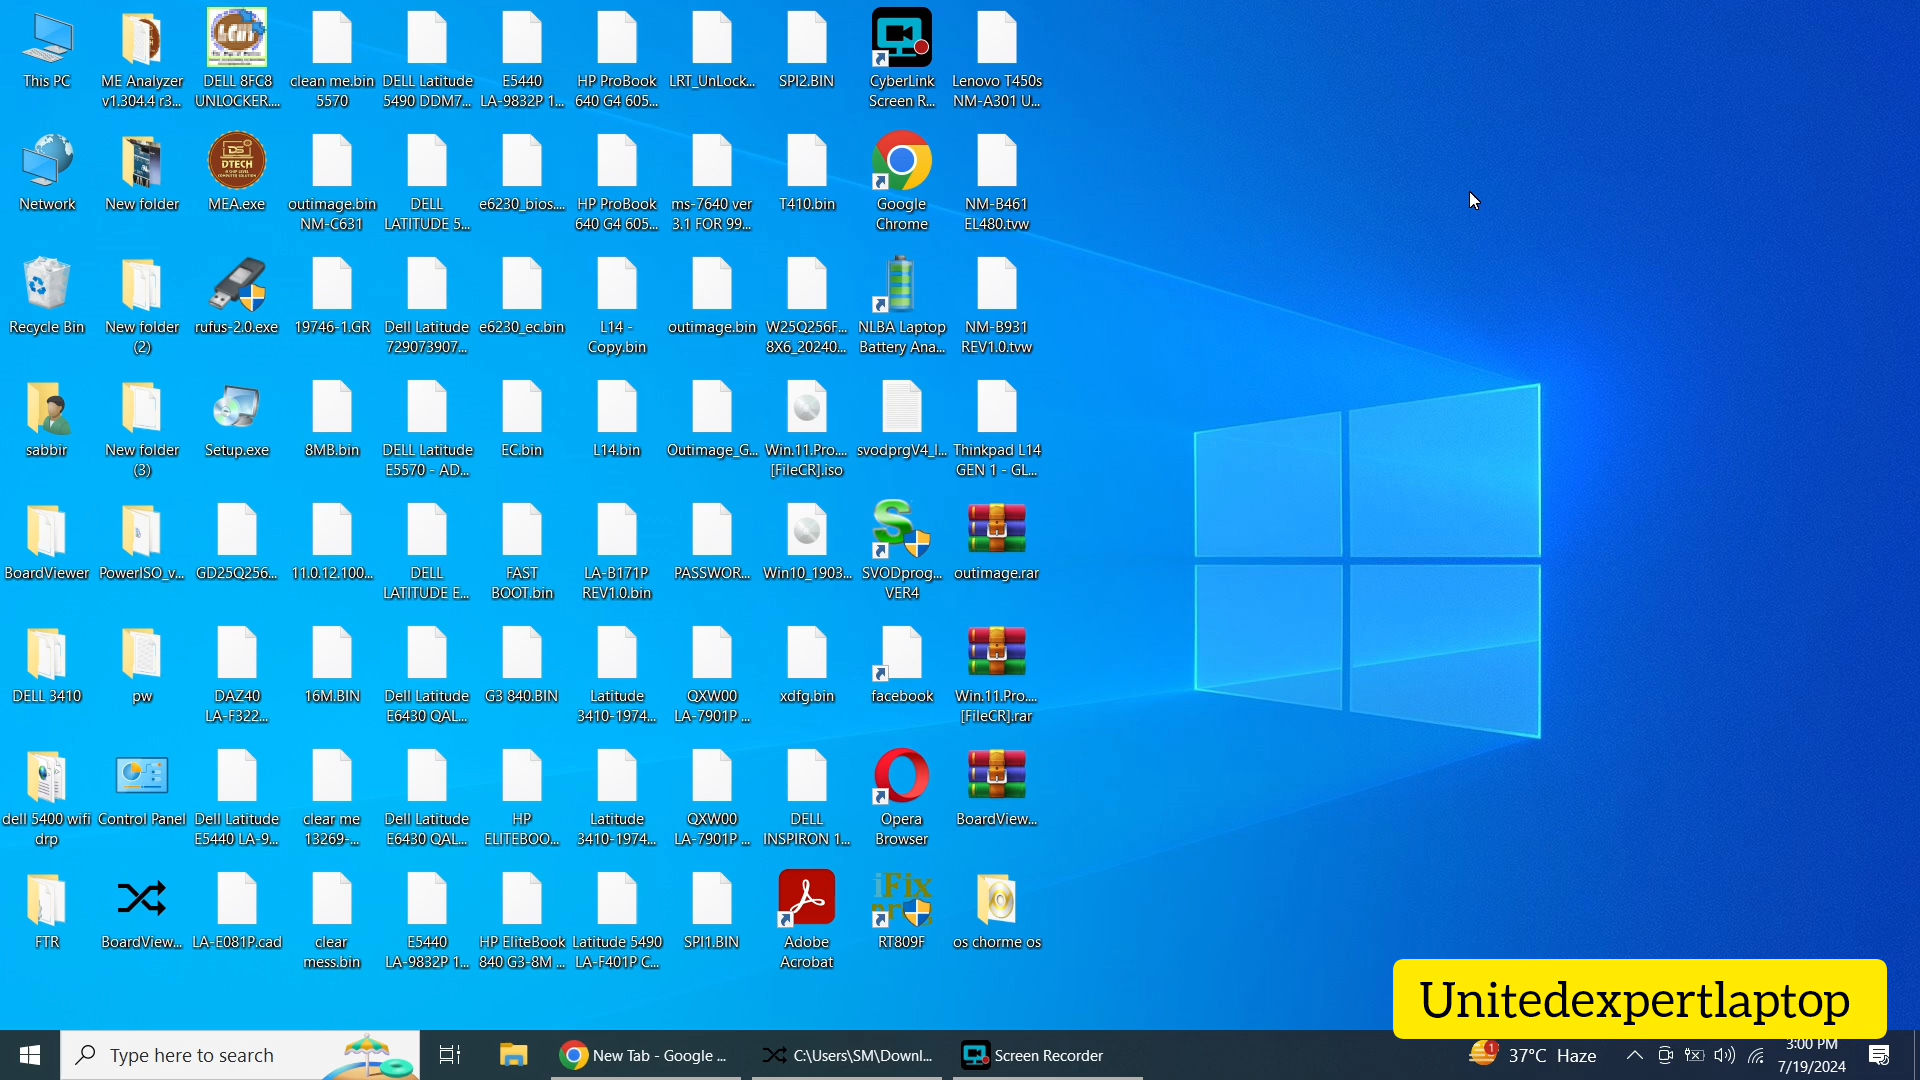 This PC
ME Analyzer
v1.304.4 r3...
DELL 8FC8
UNLOCKER....
clean me.bin
5570
DELL Latitude
5490 DDM7...
E5440
LA-9832P 1...
HP ProBook
640 G4 605...
LRT_UnLock...
SPI2.BIN
CyberLink
Screen R...
Lenovo T450s
NM-A301 U...
Network
New folder
DTECH
MEA.exe
outimage.bin
NM-C631
DELL
LATITUDE 5...
e6230_bios....
HP ProBook
640 G4 605...
ms-7640 ver
3.1 FOR 99...
T410.bin
Google
Chrome
NM-B461
EL480.tvw
Recycle Bin
New folder
(2)
rufus-2.0.exe
19746-1.GR
Dell Latitude
729073907...
e6230_ec.bin
L14 -
Copy.bin
outimage.bin
W25Q256F...
8X6_20240...
NLBA Laptop
Battery Ana...
NM-B931
REV1.0.tvw
sabbir
New folder
(3)
Setup.exe
8MB.bin
DELL Latitude
E5570 - AD...
EC.bin
L14.bin
Outimage_G...
Win.11.Pro....
[FileCR].iso
svodprgV4_l...
Thinkpad L14
GEN 1 - GL...
BoardViewer
PowerISO_v...
GD25Q256...
11.0.12.100...
DELL
LATITUDE E...
FAST
BOOT.bin
LA-B171P
REV1.0.bin
PASSWOR...
Win10_1903...
SVODprog...
VER4
outimage.rar
DELL 3410
pw
DAZ40
LA-F322...
16M.BIN
Dell Latitude
E6430 QAL...
G3 840.BIN
Latitude
3410-1974...
QXW00
LA-7901P ...
xdfg.bin
facebook
Win.11.Pro....
[FileCR].rar
dell 5400 wifi
drp
Control Panel
Dell Latitude
E5440 LA-9...
clear me
13269-...
Dell Latitude
E6430 QAL...
HP
ELITEBOO...
Latitude
3410-1974...
QXW00
LA-7901P ...
DELL
INSPIRON 1...
Opera
Browser
BoardView...
FTR
BoardView...
LA-E081P.cad
clear
mess.bin
E5440
LA-9832P 1...
HP EliteBook
840 G3-8M ...
Latitude 5490
LA-F401P C...
SPI1.BIN
Adobe
Acrobat
iFix
RT809F
os chorme os
Unitedexpertlaptop
Type here to search
New Tab - Google ...
C:\Users\SM\Downl...
Screen Recorder
1
37°C Haze
3:00 PM
7/19/2024